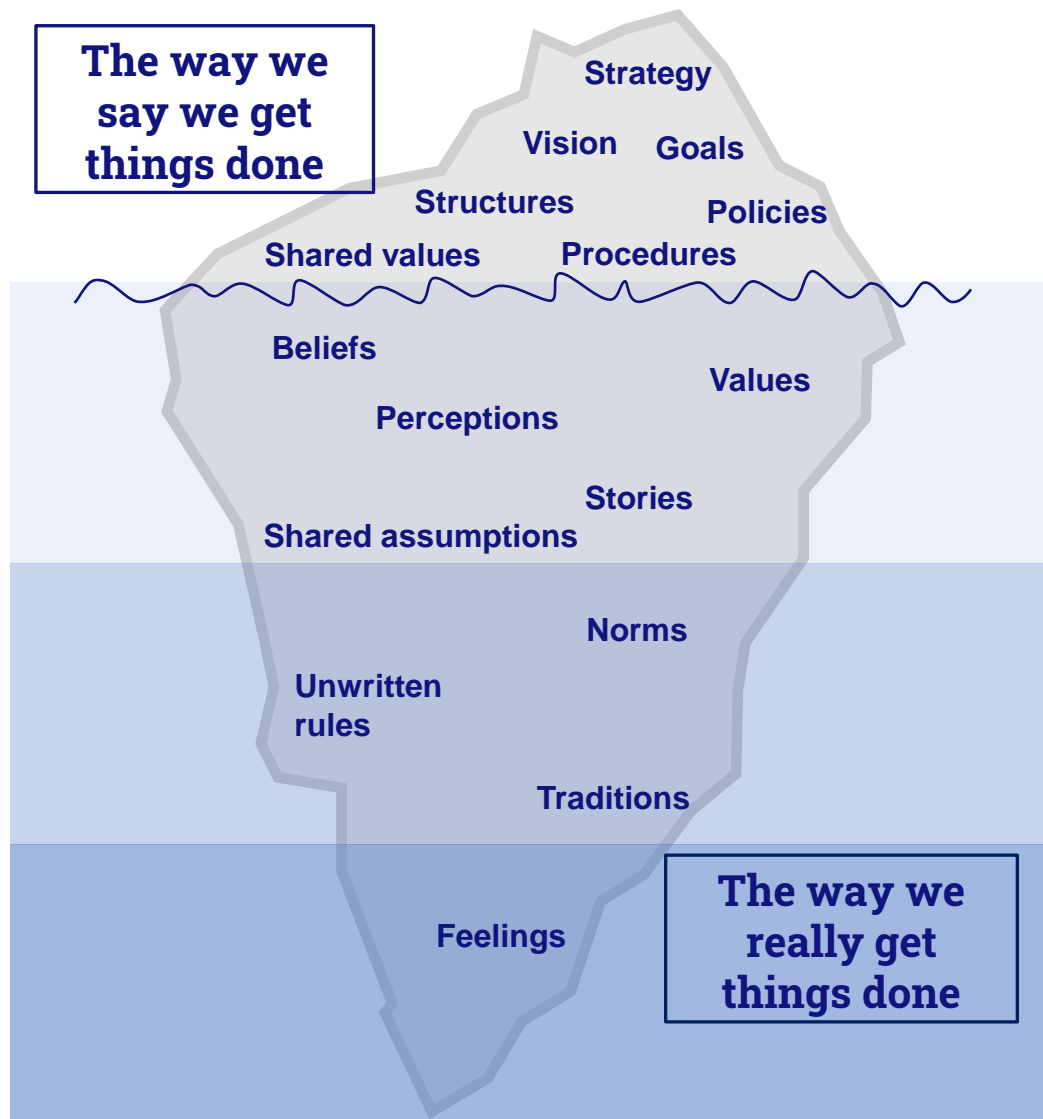 The way we
say we get
things done
Strategy
Vision
Goals
Structures
Policies
Shared values
Procedures
Beliefs
Values
Perceptions
Stories
Shared assumptions
Norms
Unwritten
rules
Traditions
The way we
really get
things done
Feelings